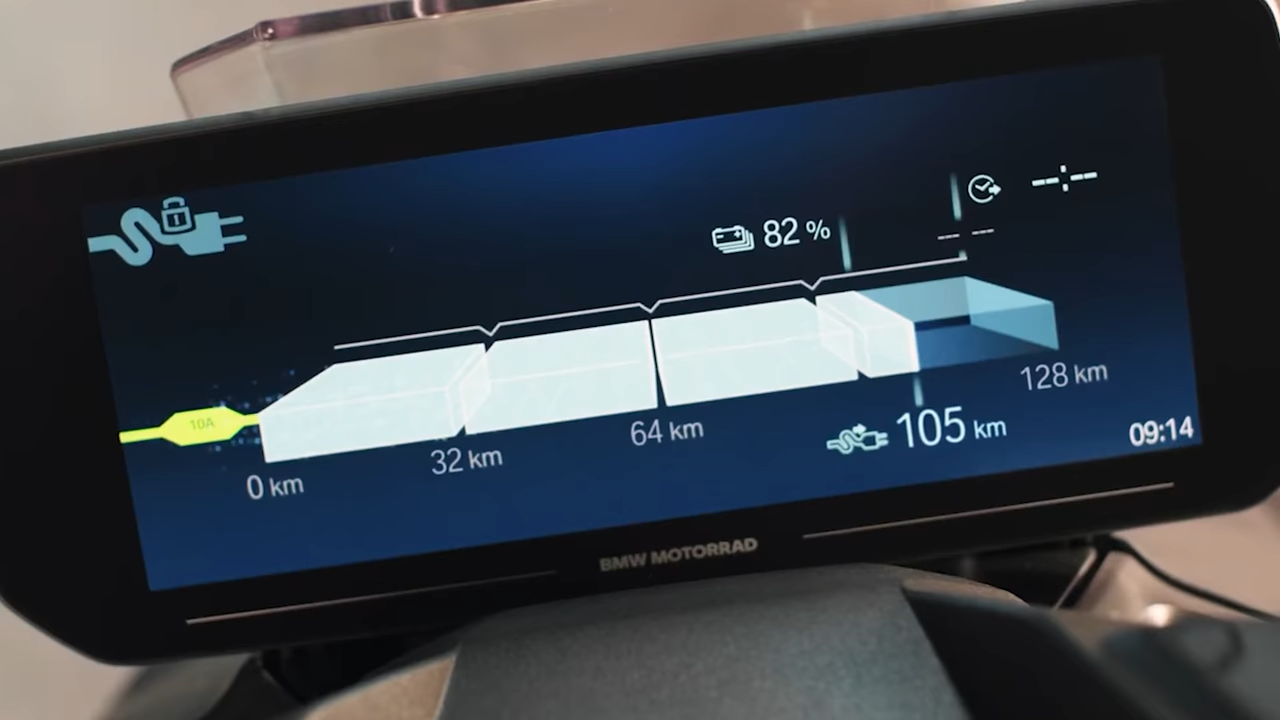 --:--
82 %
-- --
10A
0 km
32 km
64 km
105 km
128 km
09:14
BMW MOTORRAD